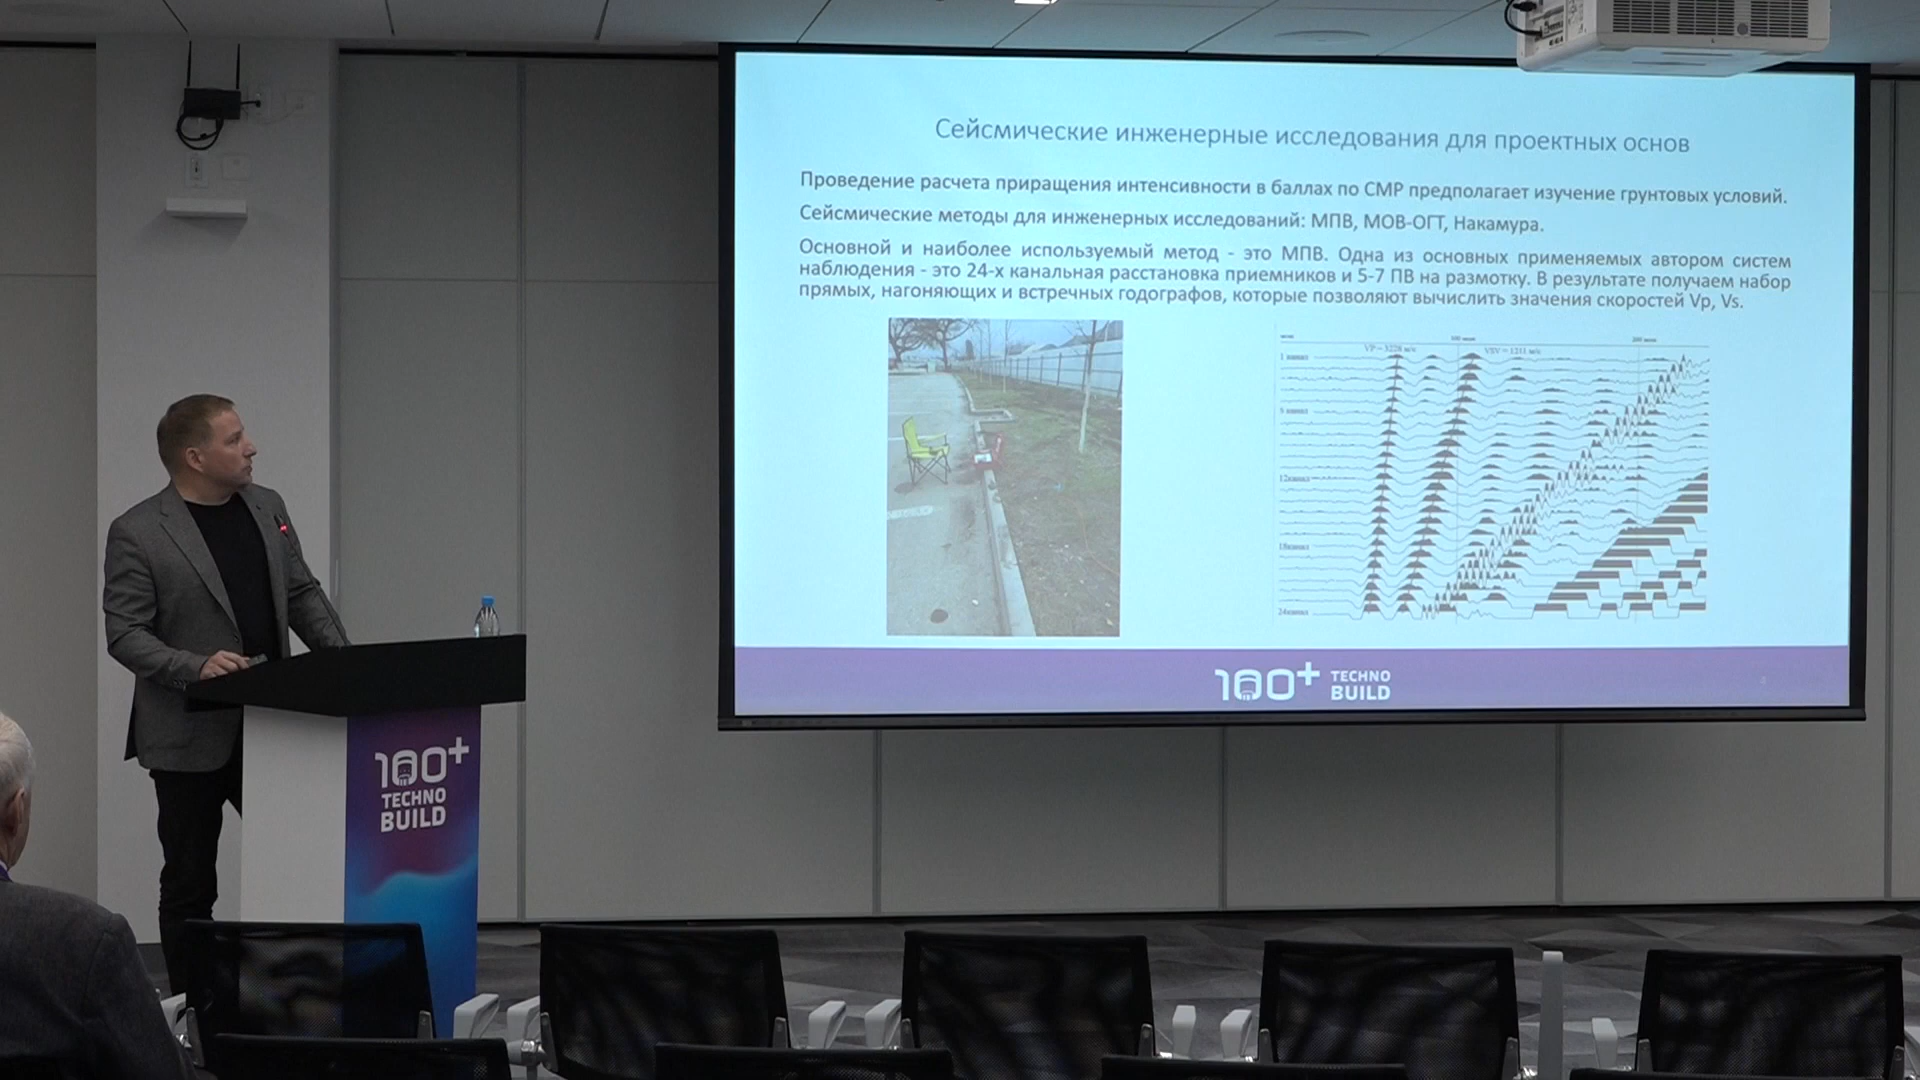 Сейсмические инженерные исследования для проектных основ
Проведение расчета приращения интенсивности в баллах по СМР предполагает изучение грунтовых условий.
Сейсмические методы для инженерных исследований: МПВ, МОВ-ОГТ, Накамура.
Основной и наиболее используемый метод - это МПВ. Одна из основных применяемых автором систем
наблюдения - это 24-х канальная расстановка приемников и 5-7 ПВ на размотку. В результате получаем набор
прямых, нагоняющих и встречных годографов, которые позволяют вычислить значения скоростей Vp, Vs.
1 канал
12канал
18канал
24канал
100+ TECHNO
BUILD
100+
TECHNO
BUILD